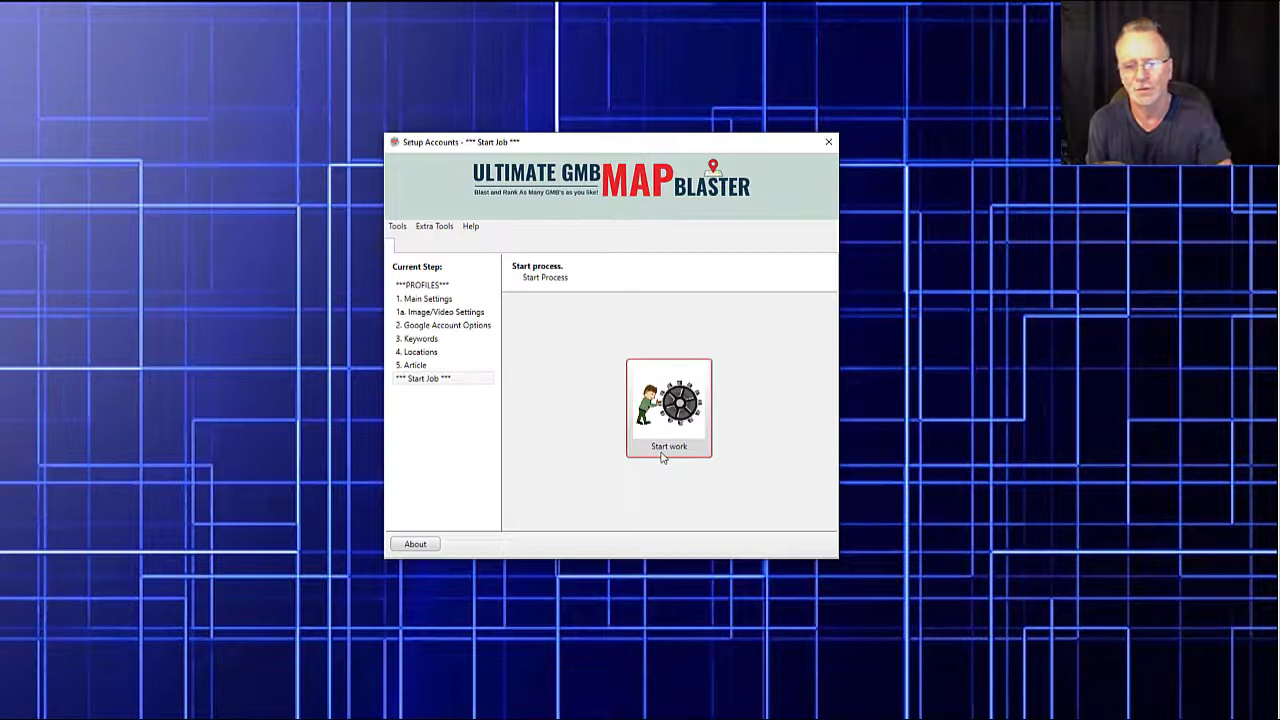 Setup Accounts - *** Start Job ***
ULTIMATE GMB MAP BLASTER
Blast and Rank As Many GMB's as you like!
Tools Extra Tools Help
Current Step:
***PROFILES***
1. Main Settings
1a. Image/Video Settings
2. Google Account Options
3. Keywords
4. Locations
5. Article
*** Start Job ***
Start process.
Start Process
Start work
About